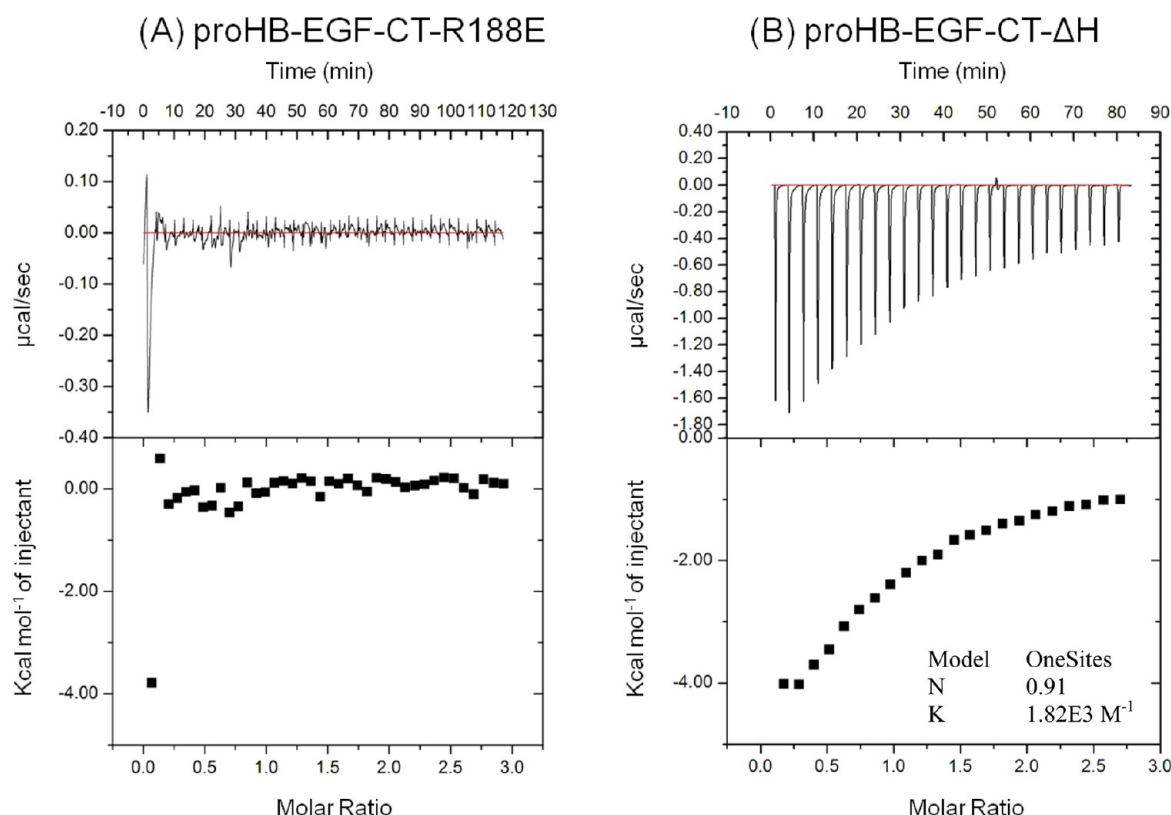 (A) proHB-EGF-CT-R188E
Time (min)
-10 0 10 20 30 40 50 60 70 80 90 100 110 120 130
0.20
0.10
0.00
-0.10
-0.20
-0.30
-0.40
µcal/sec
0.00
-2.00
-4.00
Kcal mol⁻¹ of injectant
0.0 0.5 1.0 1.5 2.0 2.5 3.0
Molar Ratio
(B) proHB-EGF-CT-ΔH
Time (min)
-10 0 10 20 30 40 50 60 70 80 90
0.40
0.20
0.00
-0.20
-0.40
-0.60
-0.80
-1.00
-1.20
-1.40
-1.60
-1.80
0.00
µcal/sec
-2.00
-4.00
Kcal mol⁻¹ of injectant
Model OneSites
N 0.91
K 1.82E3 M⁻¹
0.0 0.5 1.0 1.5 2.0 2.5 3.0
Molar Ratio